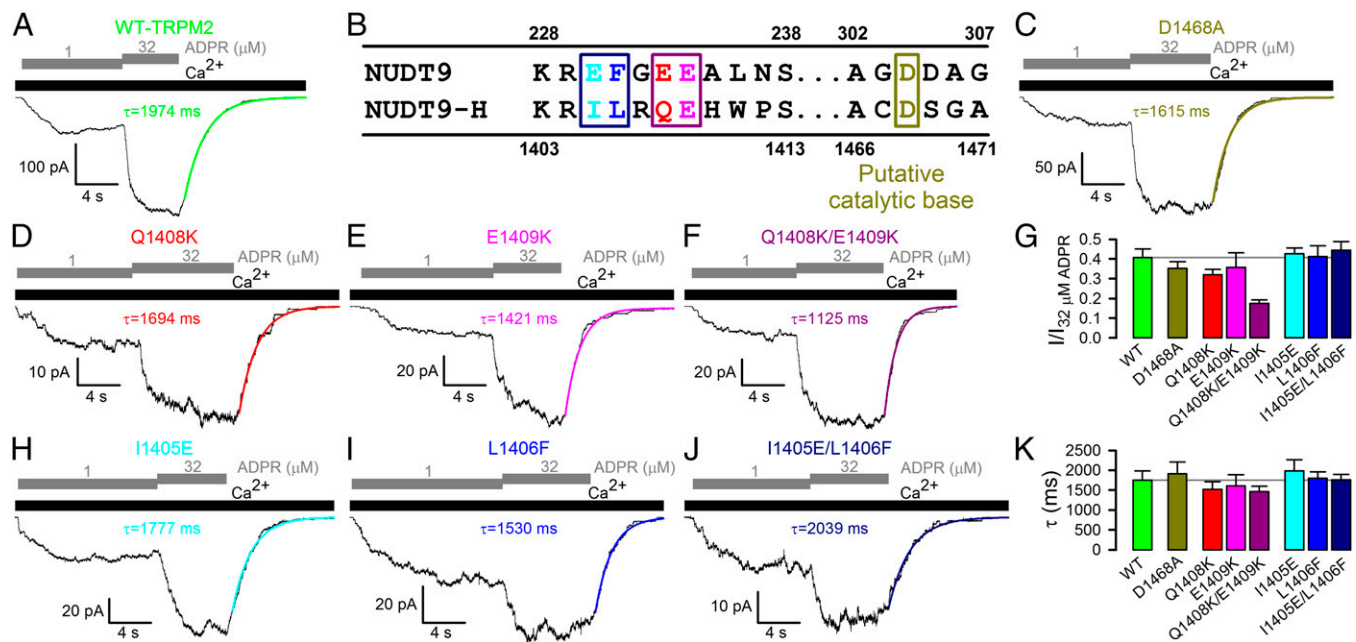 A
WT-TRPM2
1
32
ADPR (μM)
Ca2+
τ=1974 ms
100 pA
4 s
B
228 238 302 307
NUDT9 K R E F G E E A L N S . . . A G D D A G
NUDT9-H K R I L R Q E H W P S . . . A C D S G A
1403 1413 1466 1471
Putative
catalytic base
C
D1468A
1
32
ADPR (μM)
Ca2+
τ=1615 ms
50 pA
4 s
D
Q1408K
1
32
ADPR (μM)
Ca2+
τ=1694 ms
10 pA
4 s
E
E1409K
1
32
ADPR (μM)
Ca2+
τ=1421 ms
20 pA
4 s
F
Q1408K/E1409K
1
32
ADPR (μM)
Ca2+
τ=1125 ms
20 pA
4 s
G
I/I32 μM ADPR
0.5
0.4
0.3
0.2
0.1
0.0
WT
D1468A
Q1408K
E1409K
Q1408K/E1409K
I1405E
L1406F
I1405E/L1406F
H
I1405E
1
32
ADPR (μM)
Ca2+
τ=1777 ms
20 pA
4 s
I
L1406F
1
32
ADPR (μM)
Ca2+
τ=1530 ms
20 pA
4 s
J
I1405E/L1406F
1
32
ADPR (μM)
Ca2+
τ=2039 ms
10 pA
4 s
K
τ (ms)
2500
2000
1500
1000
500
0
WT
D1468A
Q1408K
E1409K
Q1408K/E1409K
I1405E
L1406F
I1405E/L1406F